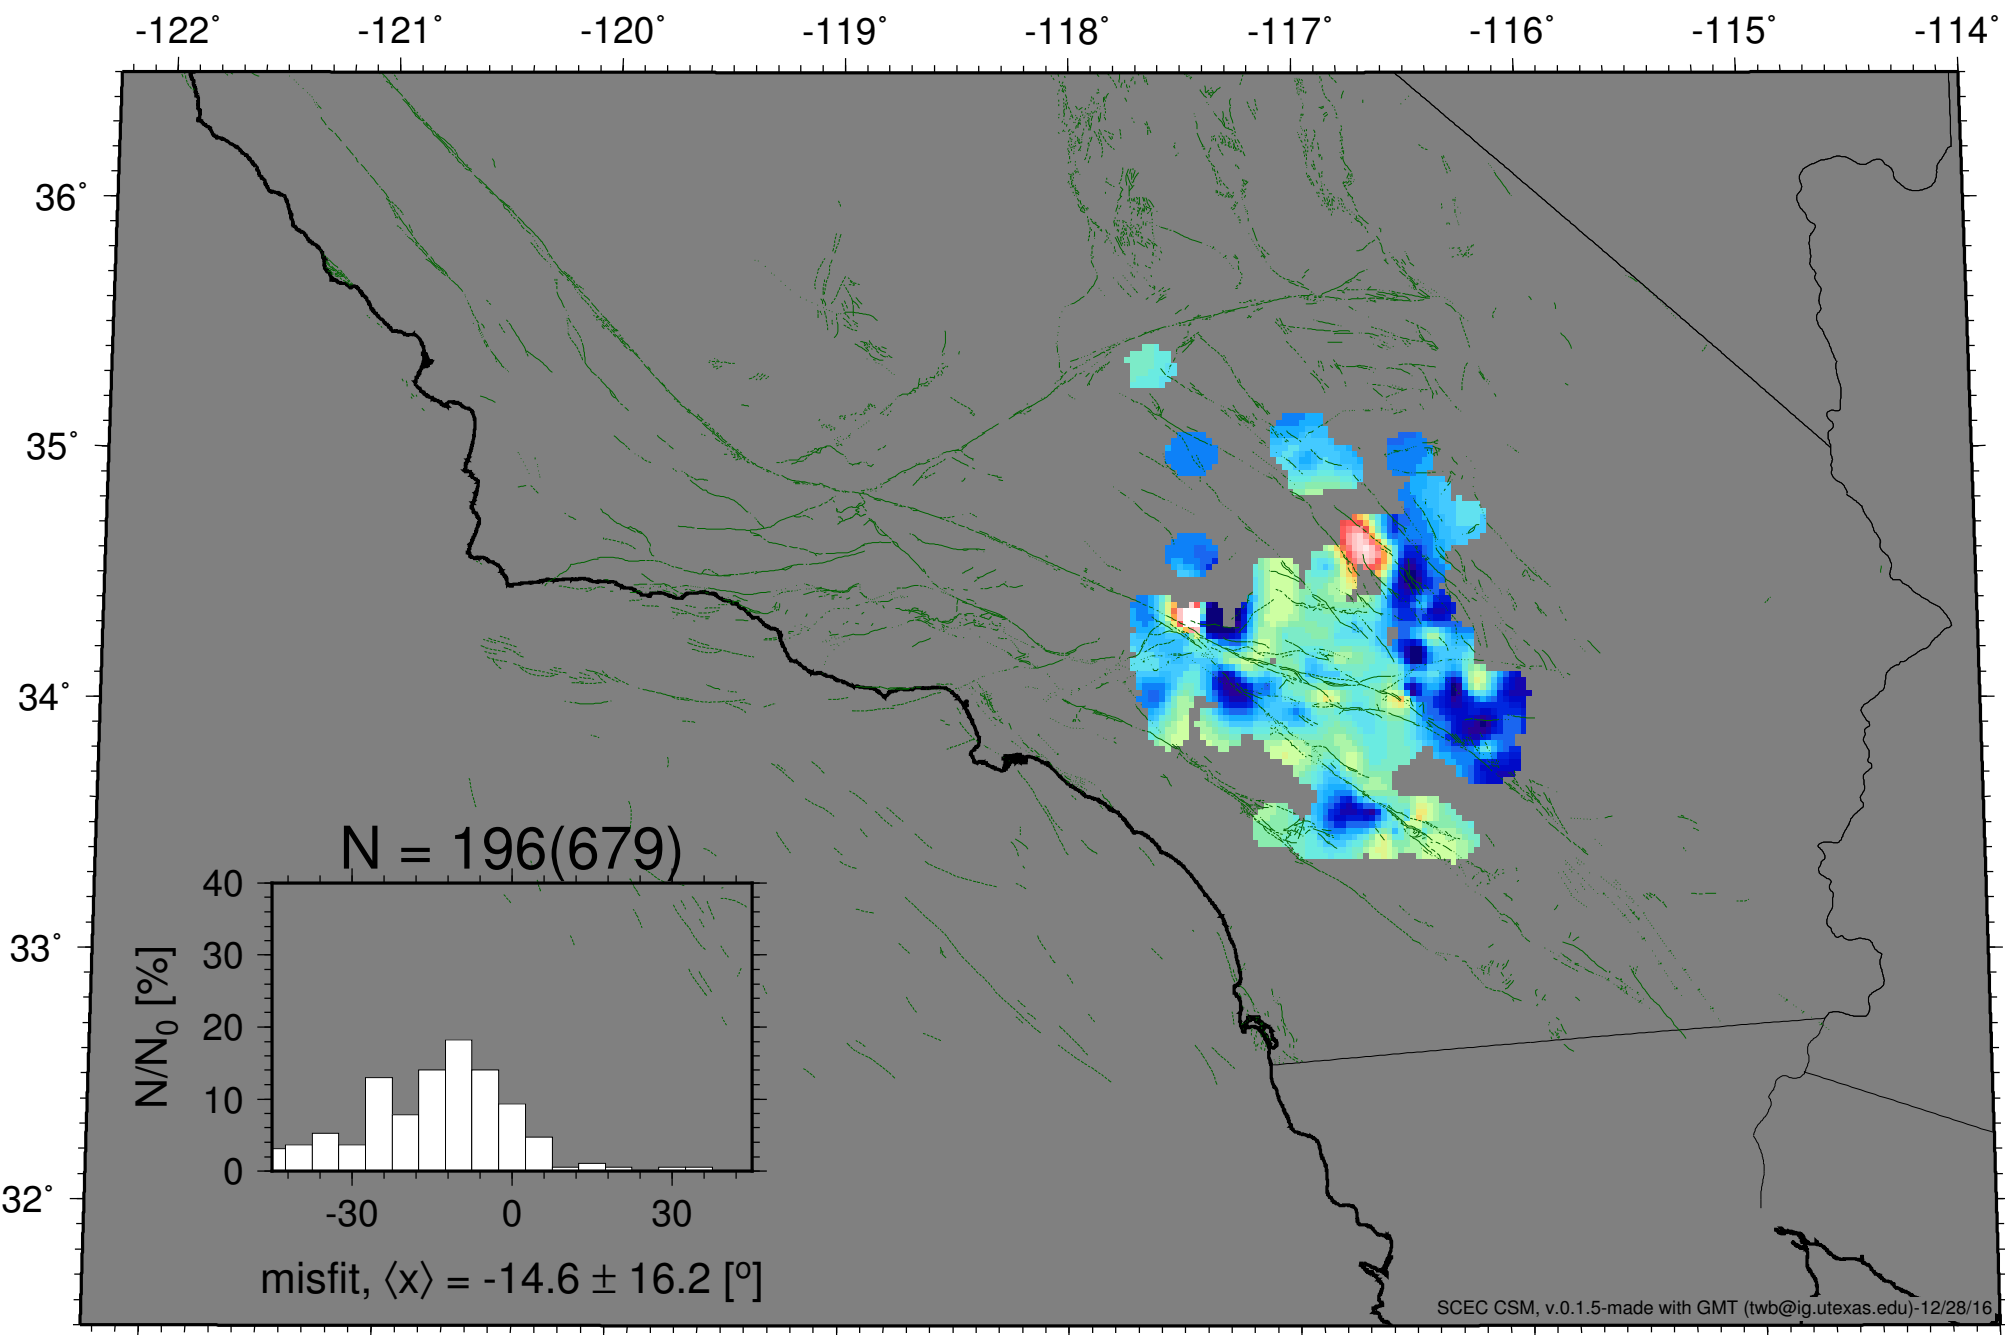 -122˚ -121˚ -120˚ -119˚ -118˚ -117˚ -116˚ -115˚ -114˚
36˚
35˚
34˚
33˚
32˚
N = 196(679)
40
30
20
10
0
N/N0 [%]
-30 0 30
misfit, ⟨x⟩ = -14.6 ± 16.2 [º]
SCEC CSM, v.0.1.5-made with GMT (twb@ig.utexas.edu)-12/28/16